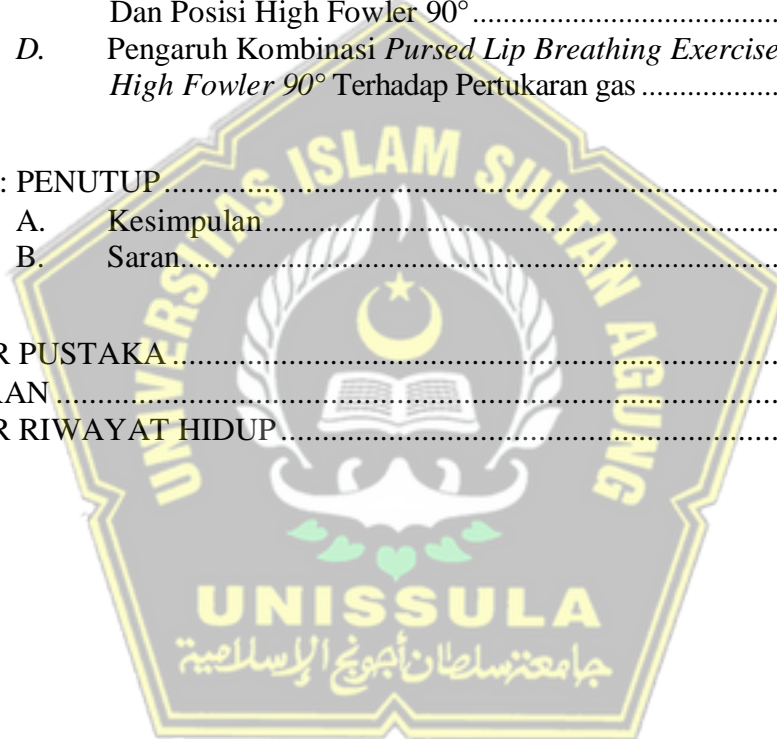 Dan Posisi High Fowler 90°........................................
D. Pengaruh Kombinasi Pursed Lip Breathing Exercise
High Fowler 90° Terhadap Pertukaran gas..................
: PENUTUP................................................................................
A. Kesimpulan.....................................................................
B. Saran................................................................................
R PUSTAKA...............................................................................
RAN............................................................................................
R RIWAYAT HIDUP................................................................
UNIVERSITAS ISLAM SULTAN AGUNG
UNISSULA
جامعة سلطان أجونج الإسلامية